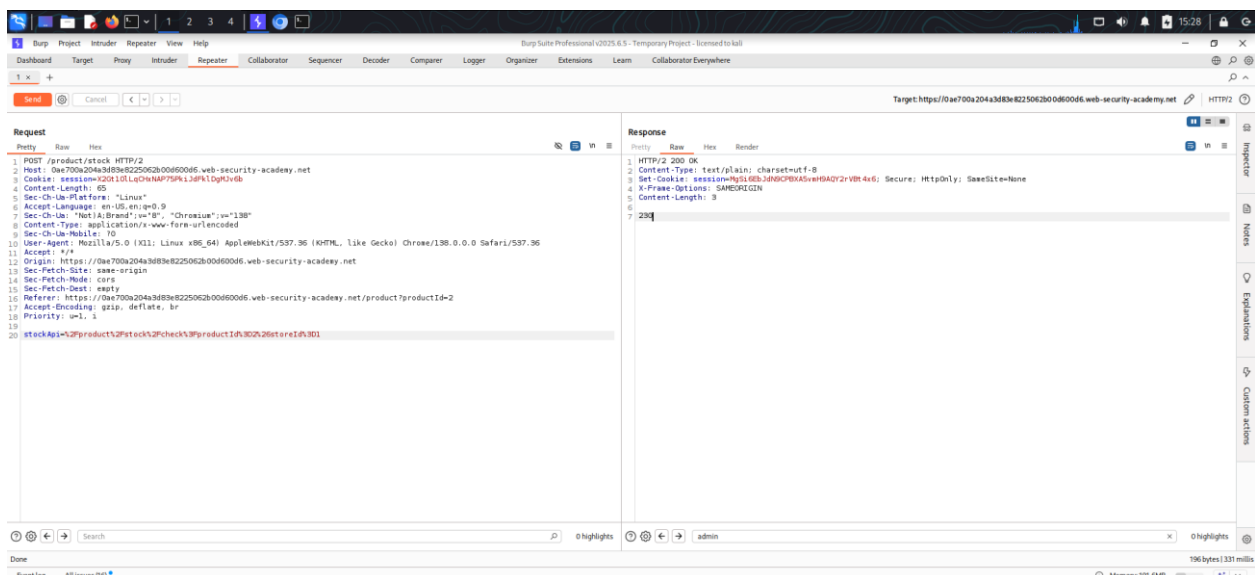 1 2 3 4
15:28
Burp Project Intruder Repeater View Help
Burp Suite Professional v2025.6.5 - Temporary Project - licensed to kali
Dashboard Target Proxy Intruder Repeater Collaborator Sequencer Decoder Comparer Logger Organizer Extensions Learn Collaborator Everywhere
1 × +
Send Cancel
Target: https://0ae700a204a3d83e8225062b00d600d6.web-security-academy.net HTTP/2
Request
Pretty Raw Hex
1 POST /product/stock HTTP/2
2 Host: 0ae700a204a3d83e8225062b00d600d6.web-security-academy.net
3 Cookie:
4 Content-Length: 65
5 Sec-Ch-Ua-Platform: "Linux"
6 Accept-Language: en-US,en;q=0.9
7 Sec-Ch-Ua: "Not)A;Brand";v="8", "Chromium";v="138"
8 Content-Type: application/x-www-form-urlencoded
9 Sec-Ch-Ua-Mobile: ?0
10 User-Agent: Mozilla/5.0 (X11; Linux x86_64) AppleWebKit/537.36 (KHTML, like Gecko) Chrome/138.0.0.0 Safari/537.36
11 Accept: */*
12 Origin: https://0ae700a204a3d83e8225062b00d600d6.web-security-academy.net
13 Sec-Fetch-Site: same-origin
14 Sec-Fetch-Mode: cors
15 Sec-Fetch-Dest: empty
16 Referer: https://0ae700a204a3d83e8225062b00d600d6.web-security-academy.net/product?productId=2
17 Accept-Encoding: gzip, deflate, br
18 Priority: u=1, i
19
20 stockApi=%2Fproduct%2Fstock%2Fcheck%3FproductId%3D2%26storeId%3D1
Search 0 highlights
Response
Pretty Raw Hex Render
1 HTTP/2 200 OK
2 Content-Type: text/plain; charset=utf-8
3 Set-Cookie: Secure; HttpOnly; SameSite=None
4 X-Frame-Options: SAMEORIGIN
5 Content-Length: 3
6
7 230
admin 0 highlights
Inspector
Notes
Explanations
Custom actions
Done
196 bytes | 331 millis